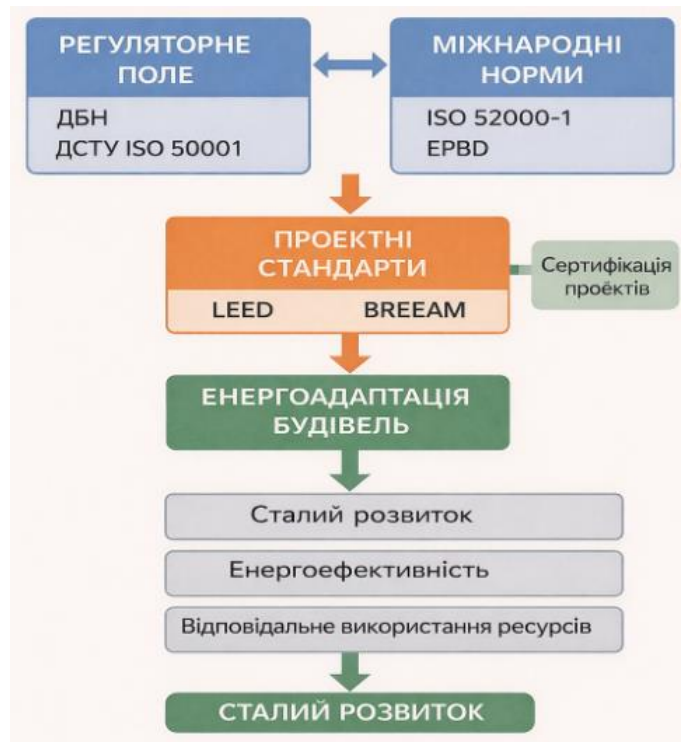 РЕГУЛЯТОРНЕ
ПОЛЕ
ДБН
ДСТУ ISO 50001
МІЖНАРОДНІ
НОРМИ
ISO 52000-1
EPBD
ПРОЕКТНІ
СТАНДАРТИ
LEED BREEAM
Сертифікація
проёктів
ЕНЕРГОАДАПТАЦІЯ
БУДІВЕЛЬ
Сталий розвиток
Енергоефективність
Відповідальне використання ресурсів
СТАЛИЙ РОЗВИТОК